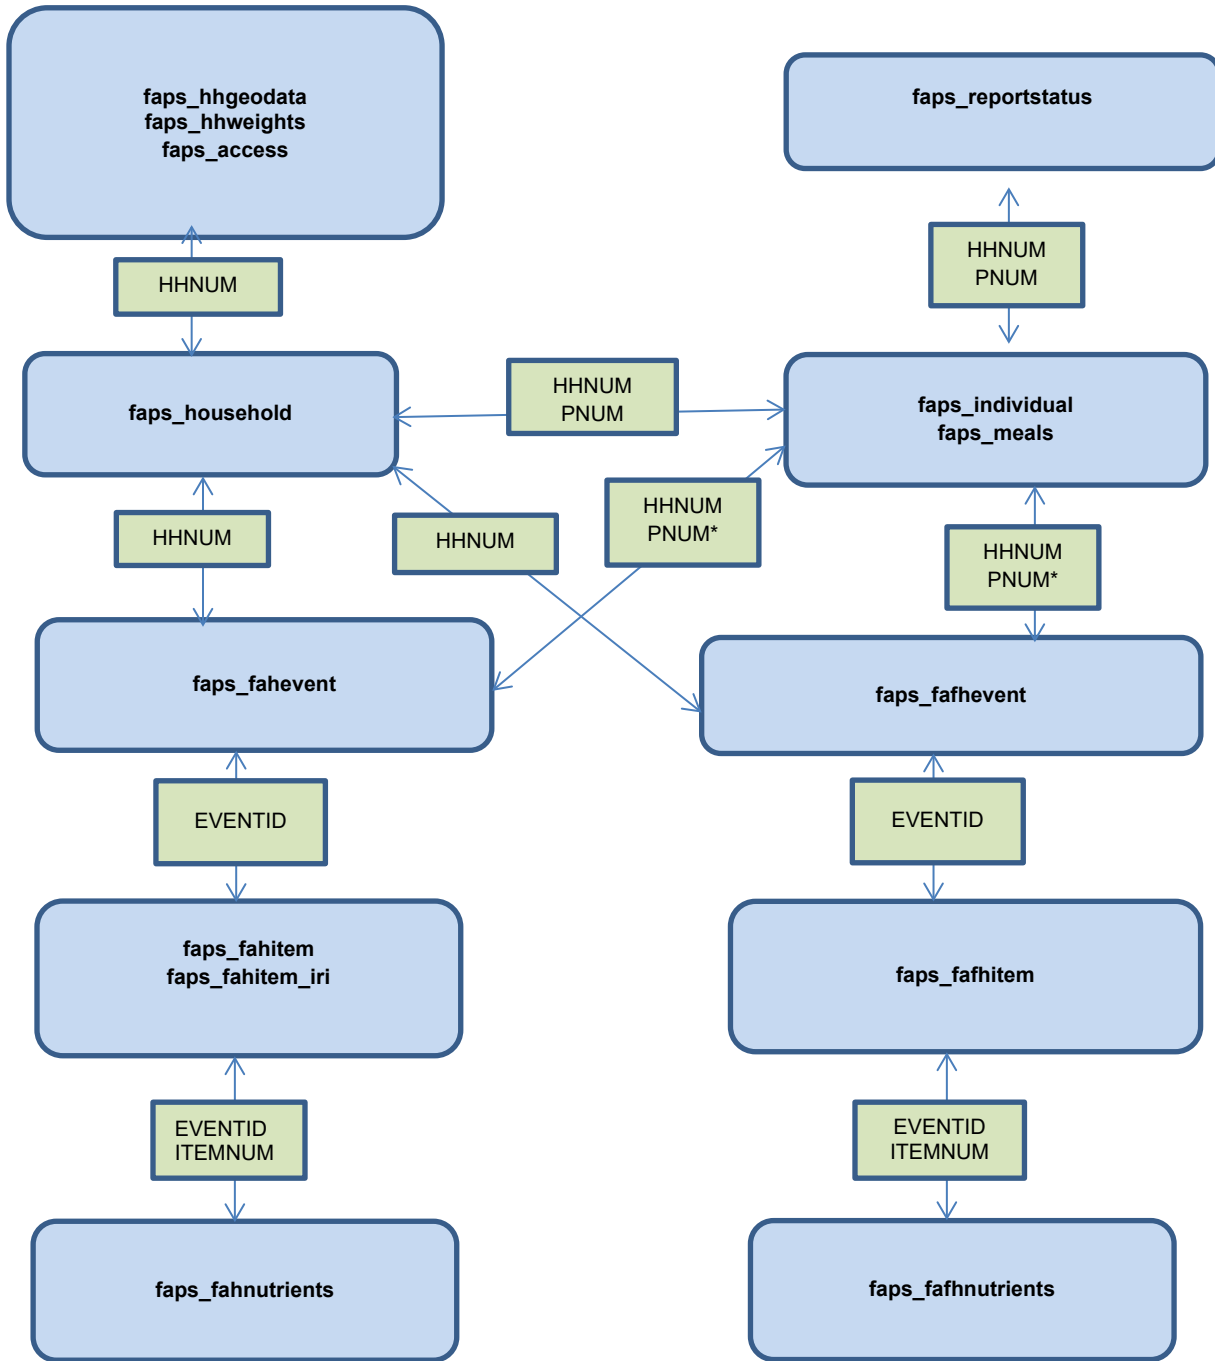 faps_hhgeodata
faps_hhweights
faps_access
faps_reportstatus
HHNUM
HHNUM
PNUM
faps_household
HHNUM
PNUM
faps_individual
faps_meals
HHNUM
HHNUM
HHNUM
PNUM*
HHNUM
PNUM*
faps_fahevent
faps_fafhevent
EVENTID
EVENTID
faps_fahitem
faps_fahitem_iri
faps_fafhitem
EVENTID
ITEMNUM
EVENTID
ITEMNUM
faps_fahnutrients
faps_fafhnutrients